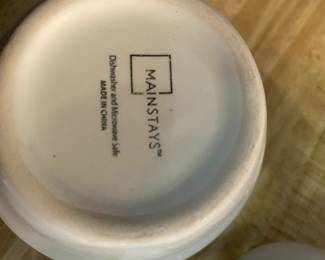 MAINSTAYS™
Dishwasher and Microwave Safe
MADE IN CHINA